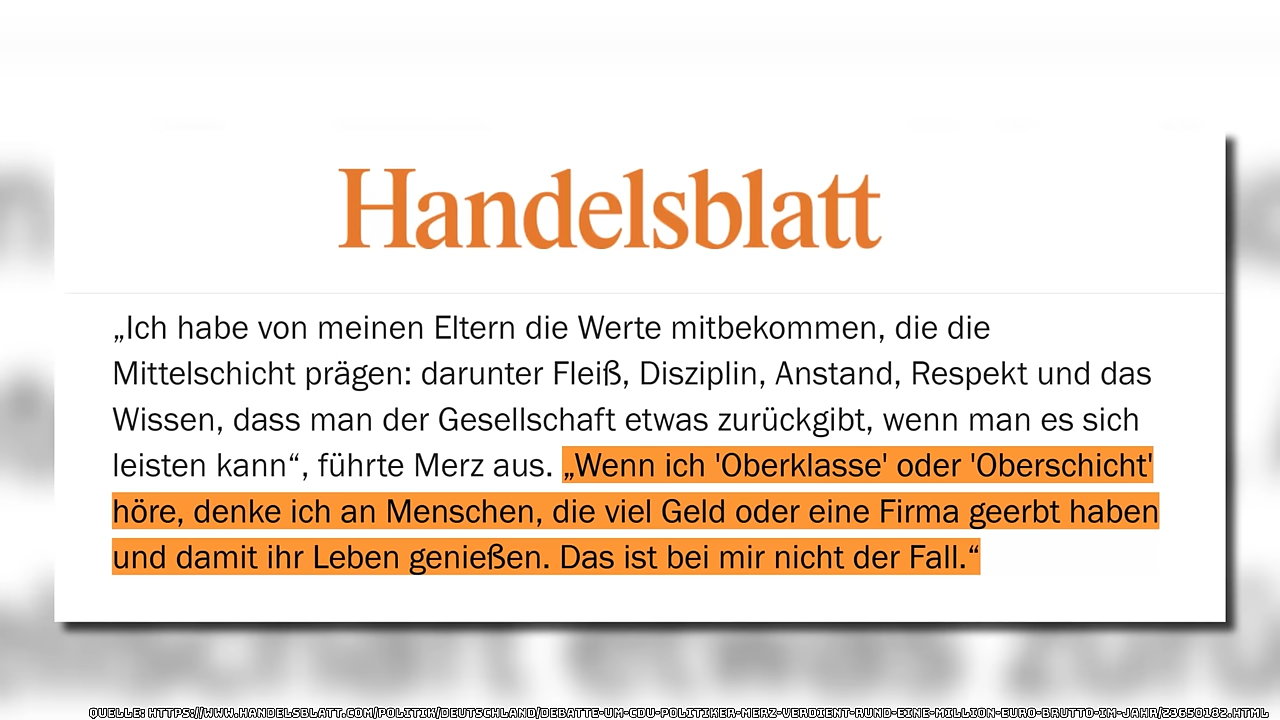 Handelsblatt
„Ich habe von meinen Eltern die Werte mitbekommen, die die
Mittelschicht prägen: darunter Fleiß, Disziplin, Anstand, Respekt und das
Wissen, dass man der Gesellschaft etwas zurückgibt, wenn man es sich
leisten kann“, führte Merz aus. „Wenn ich 'Oberklasse' oder 'Oberschicht'
höre, denke ich an Menschen, die viel Geld oder eine Firma geerbt haben
und damit ihr Leben genießen. Das ist bei mir nicht der Fall.“
QUELLE: HTTPS://WWW.HANDELSBLATT.COM/POLITIK/DEUTSCHLAND/DEBATTE-UM-CDU-POLITIKER-MERZ-VERDIENT-RUND-EINE-MILLION-EURO-BRUTTO-IM-JAHR/23650182.HTML